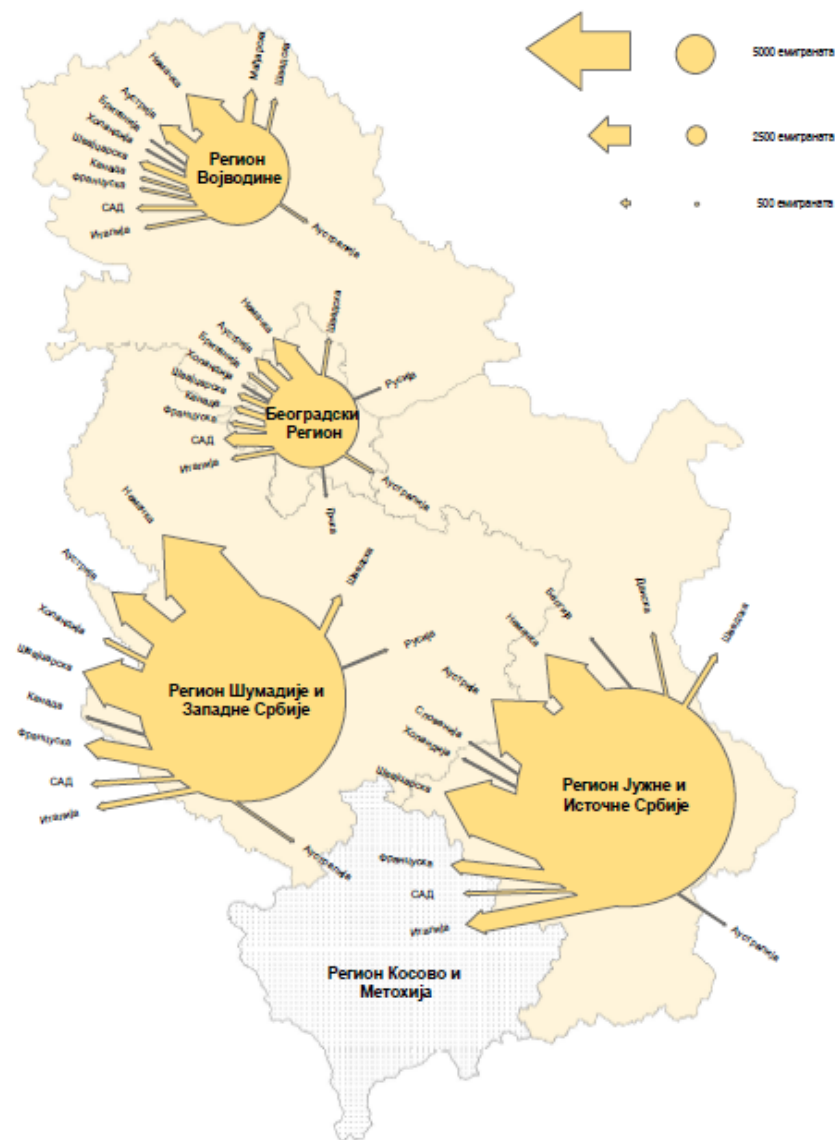 5000 емиграната
2500 емиграната
500 емиграната
Немачка
Мађарска
Шведска
Аустрија
Британија
Холандија
Швајцарска
Канада
Француска
САД
Италија
Регион
Војводине
Аустралија
Немачка
Шведска
Аустрија
Британија
Холандија
Швајцарска
Канада
Француска
САД
Италија
Београдски
Регион
Русија
Аустралија
Грчка
Немачка
Аустрија
Холандија
Швајцарска
Канада
Француска
САД
Италија
Регион Шумадије и
Западне Србије
Шведска
Русија
Аустралија
Немачка
Данска
Шведска
Аустрија
Словенија
Холандија
Швајцарска
Француска
САД
Италија
Регион Јужне и
Источне Србије
Аустралија
Регион Косово и
Метохија